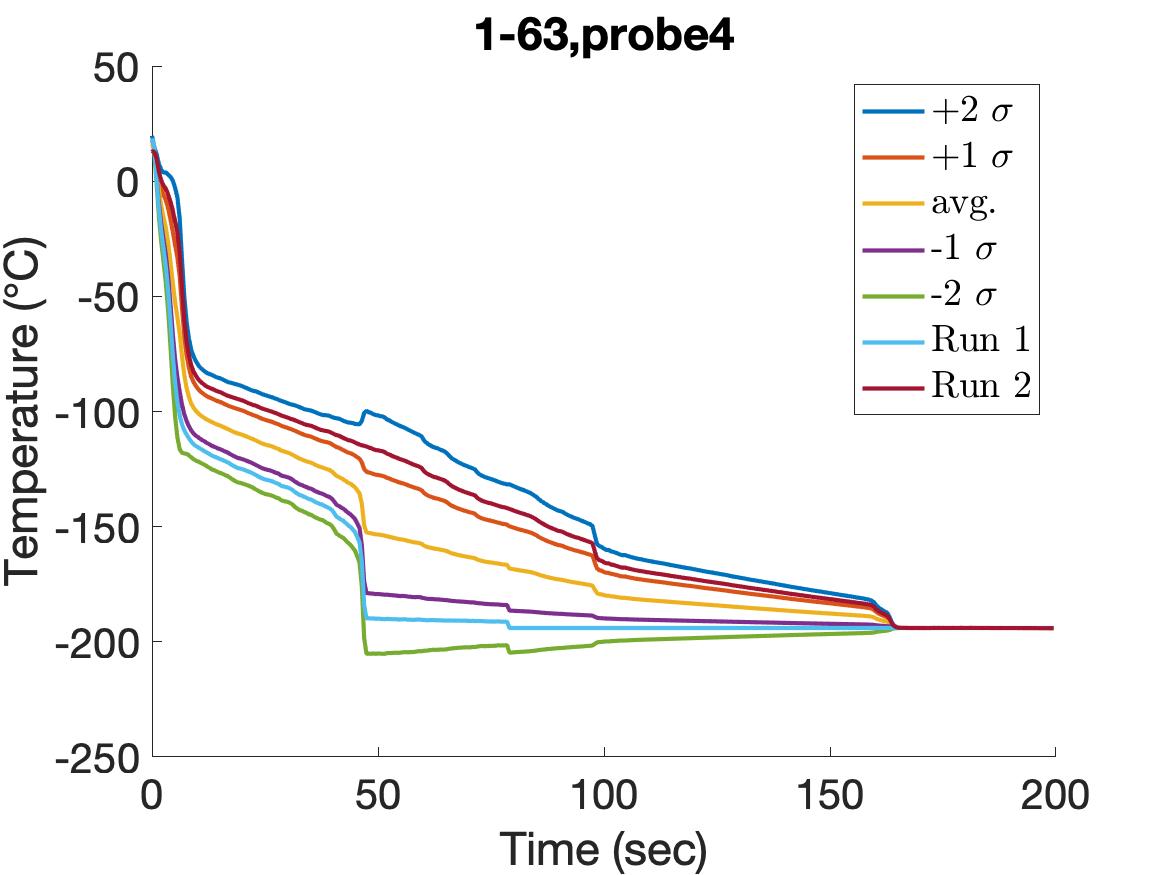 1-63,probe4
50
0
-50
-100
-150
-200
-250
Temperature (°C)
+2 σ
+1 σ
avg.
-1 σ
-2 σ
Run 1
Run 2
0
50
100
150
200
Time (sec)